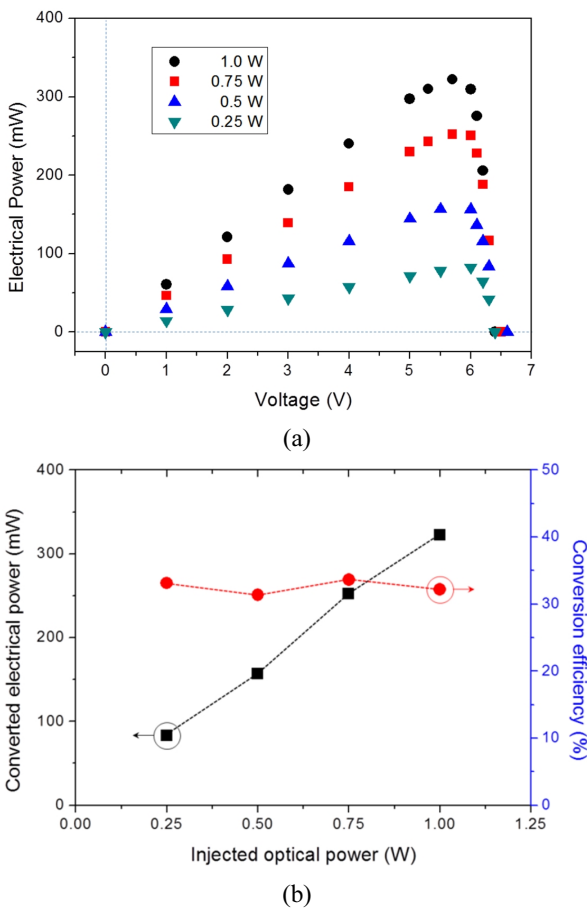 400
300
200
100
0
Electrical Power (mW)
1.0 W
0.75 W
0.5 W
0.25 W
0 1 2 3 4 5 6 7
Voltage (V)
(a)
400
300
200
100
0
Converted electrical power (mW)
50
40
30
20
10
0
Conversion efficiency (%)
0.00 0.25 0.50 0.75 1.00 1.25
Injected optical power (W)
(b)